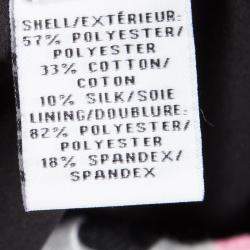 SHELL/EXTÉRIEUR:
57% POLYESTER/
POLYESTER
33% COTTON/
COTON
10% SILK/SOIE
LINING/DOUBLURE:
82% POLYESTER/
POLYESTER
18% SPANDEX/
SPANDEX